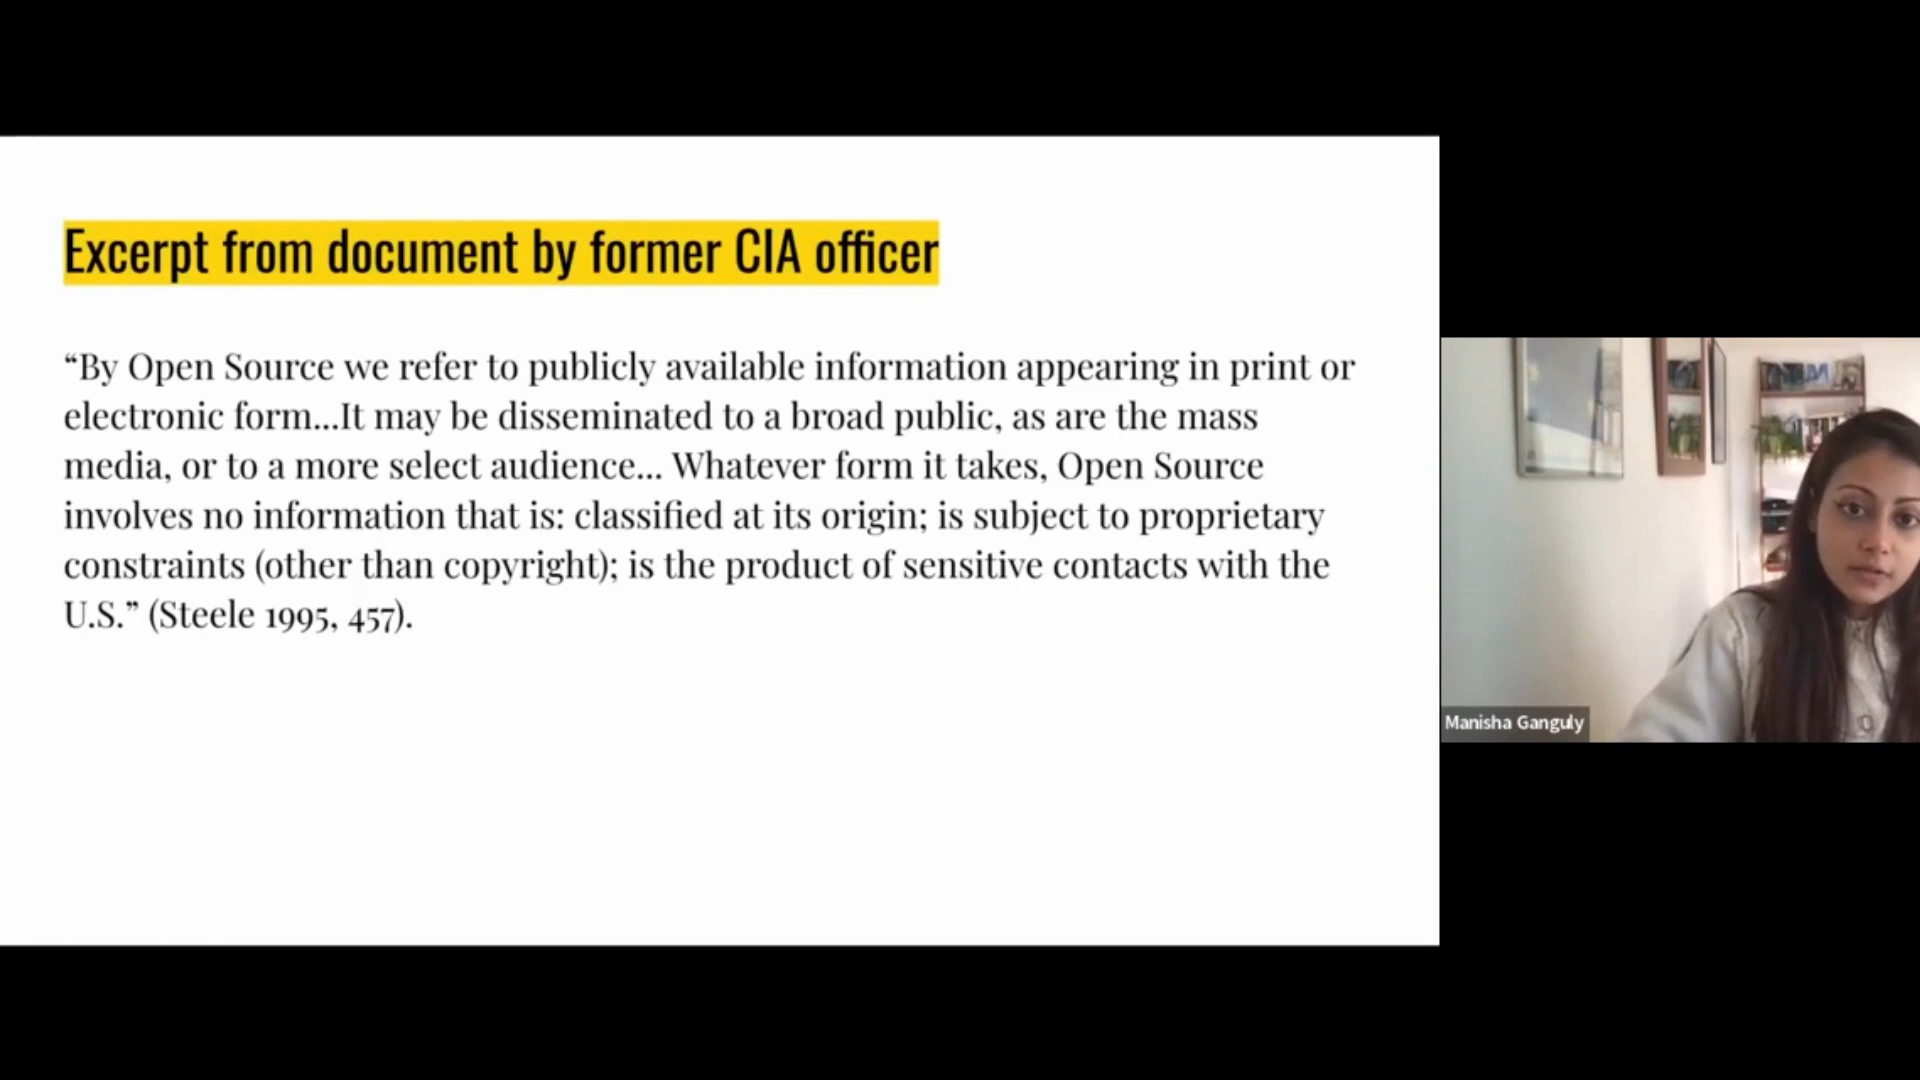 Excerpt from document by former CIA officer
“By Open Source we refer to publicly available information appearing in print or
electronic form...It may be disseminated to a broad public, as are the mass
media, or to a more select audience... Whatever form it takes, Open Source
involves no information that is: classified at its origin; is subject to proprietary
constraints (other than copyright); is the product of sensitive contacts with the
U.S.” (Steele 1995, 457).
Manisha Ganguly